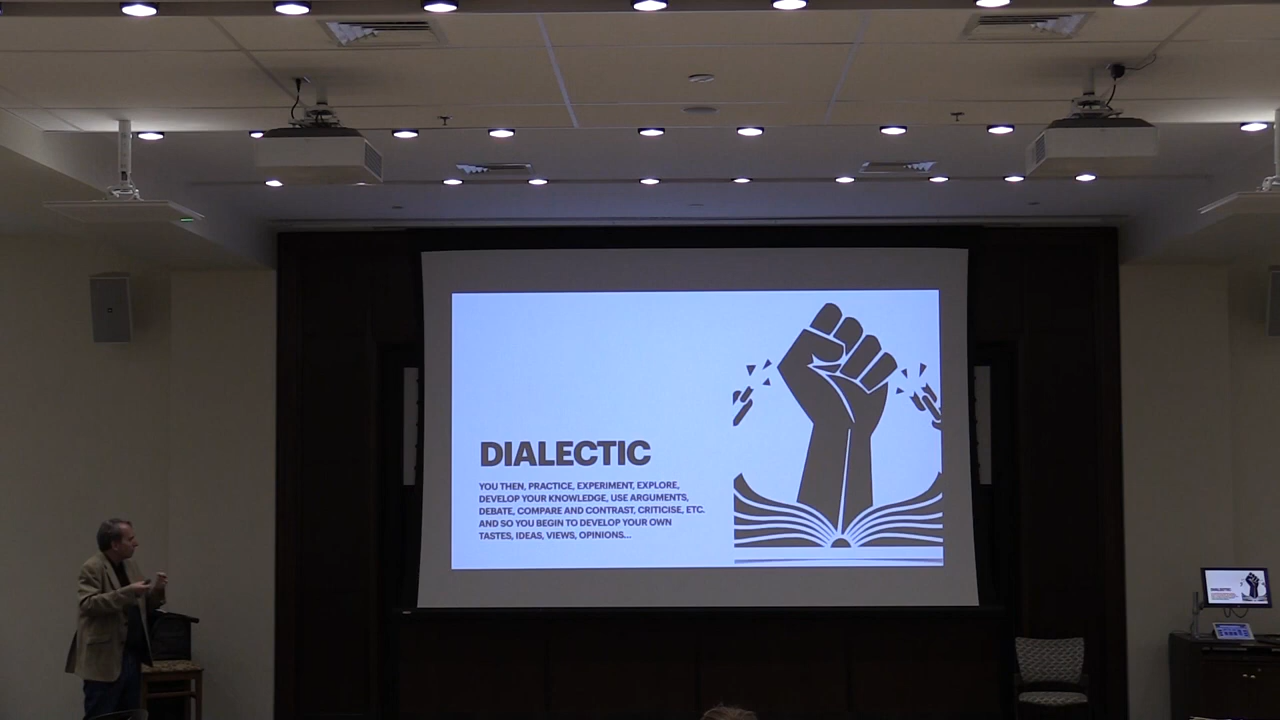 DIALECTIC
YOU THEN, PRACTICE, EXPERIMENT, EXPLORE,
DEVELOP YOUR KNOWLEDGE, USE ARGUMENTS,
DEBATE, COMPARE AND CONTRAST, CRITICISE, ETC.
AND SO YOU BEGIN TO DEVELOP YOUR OWN
TASTES, IDEAS, VIEWS, OPINIONS...
DIALECTIC